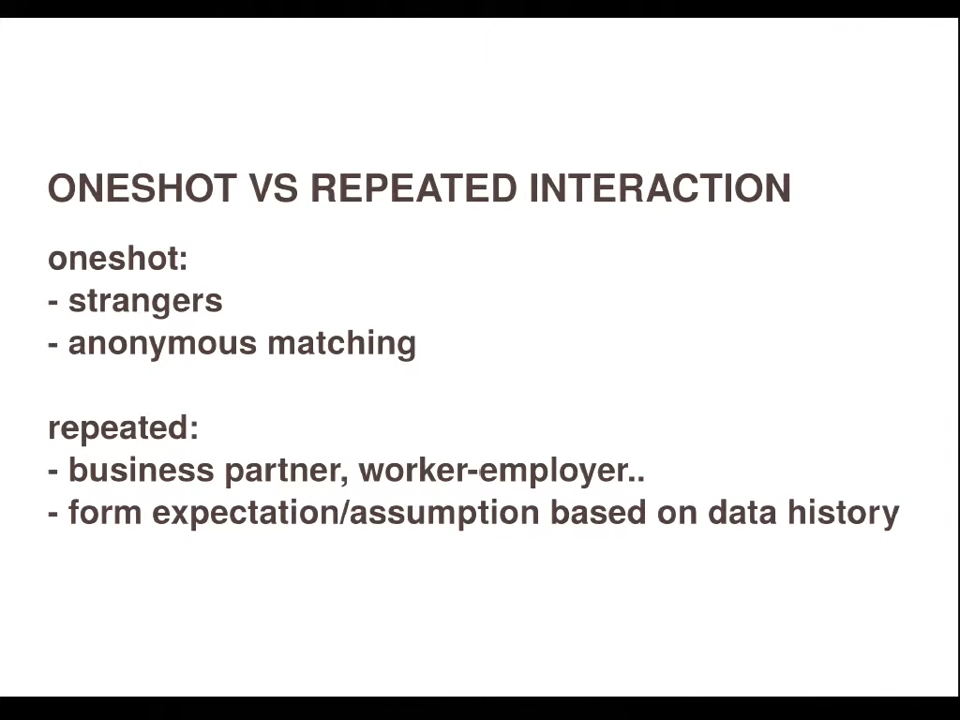 ONESHOT VS REPEATED INTERACTION
oneshot:
- strangers
- anonymous matching
repeated:
- business partner, worker-employer..
- form expectation/assumption based on data history